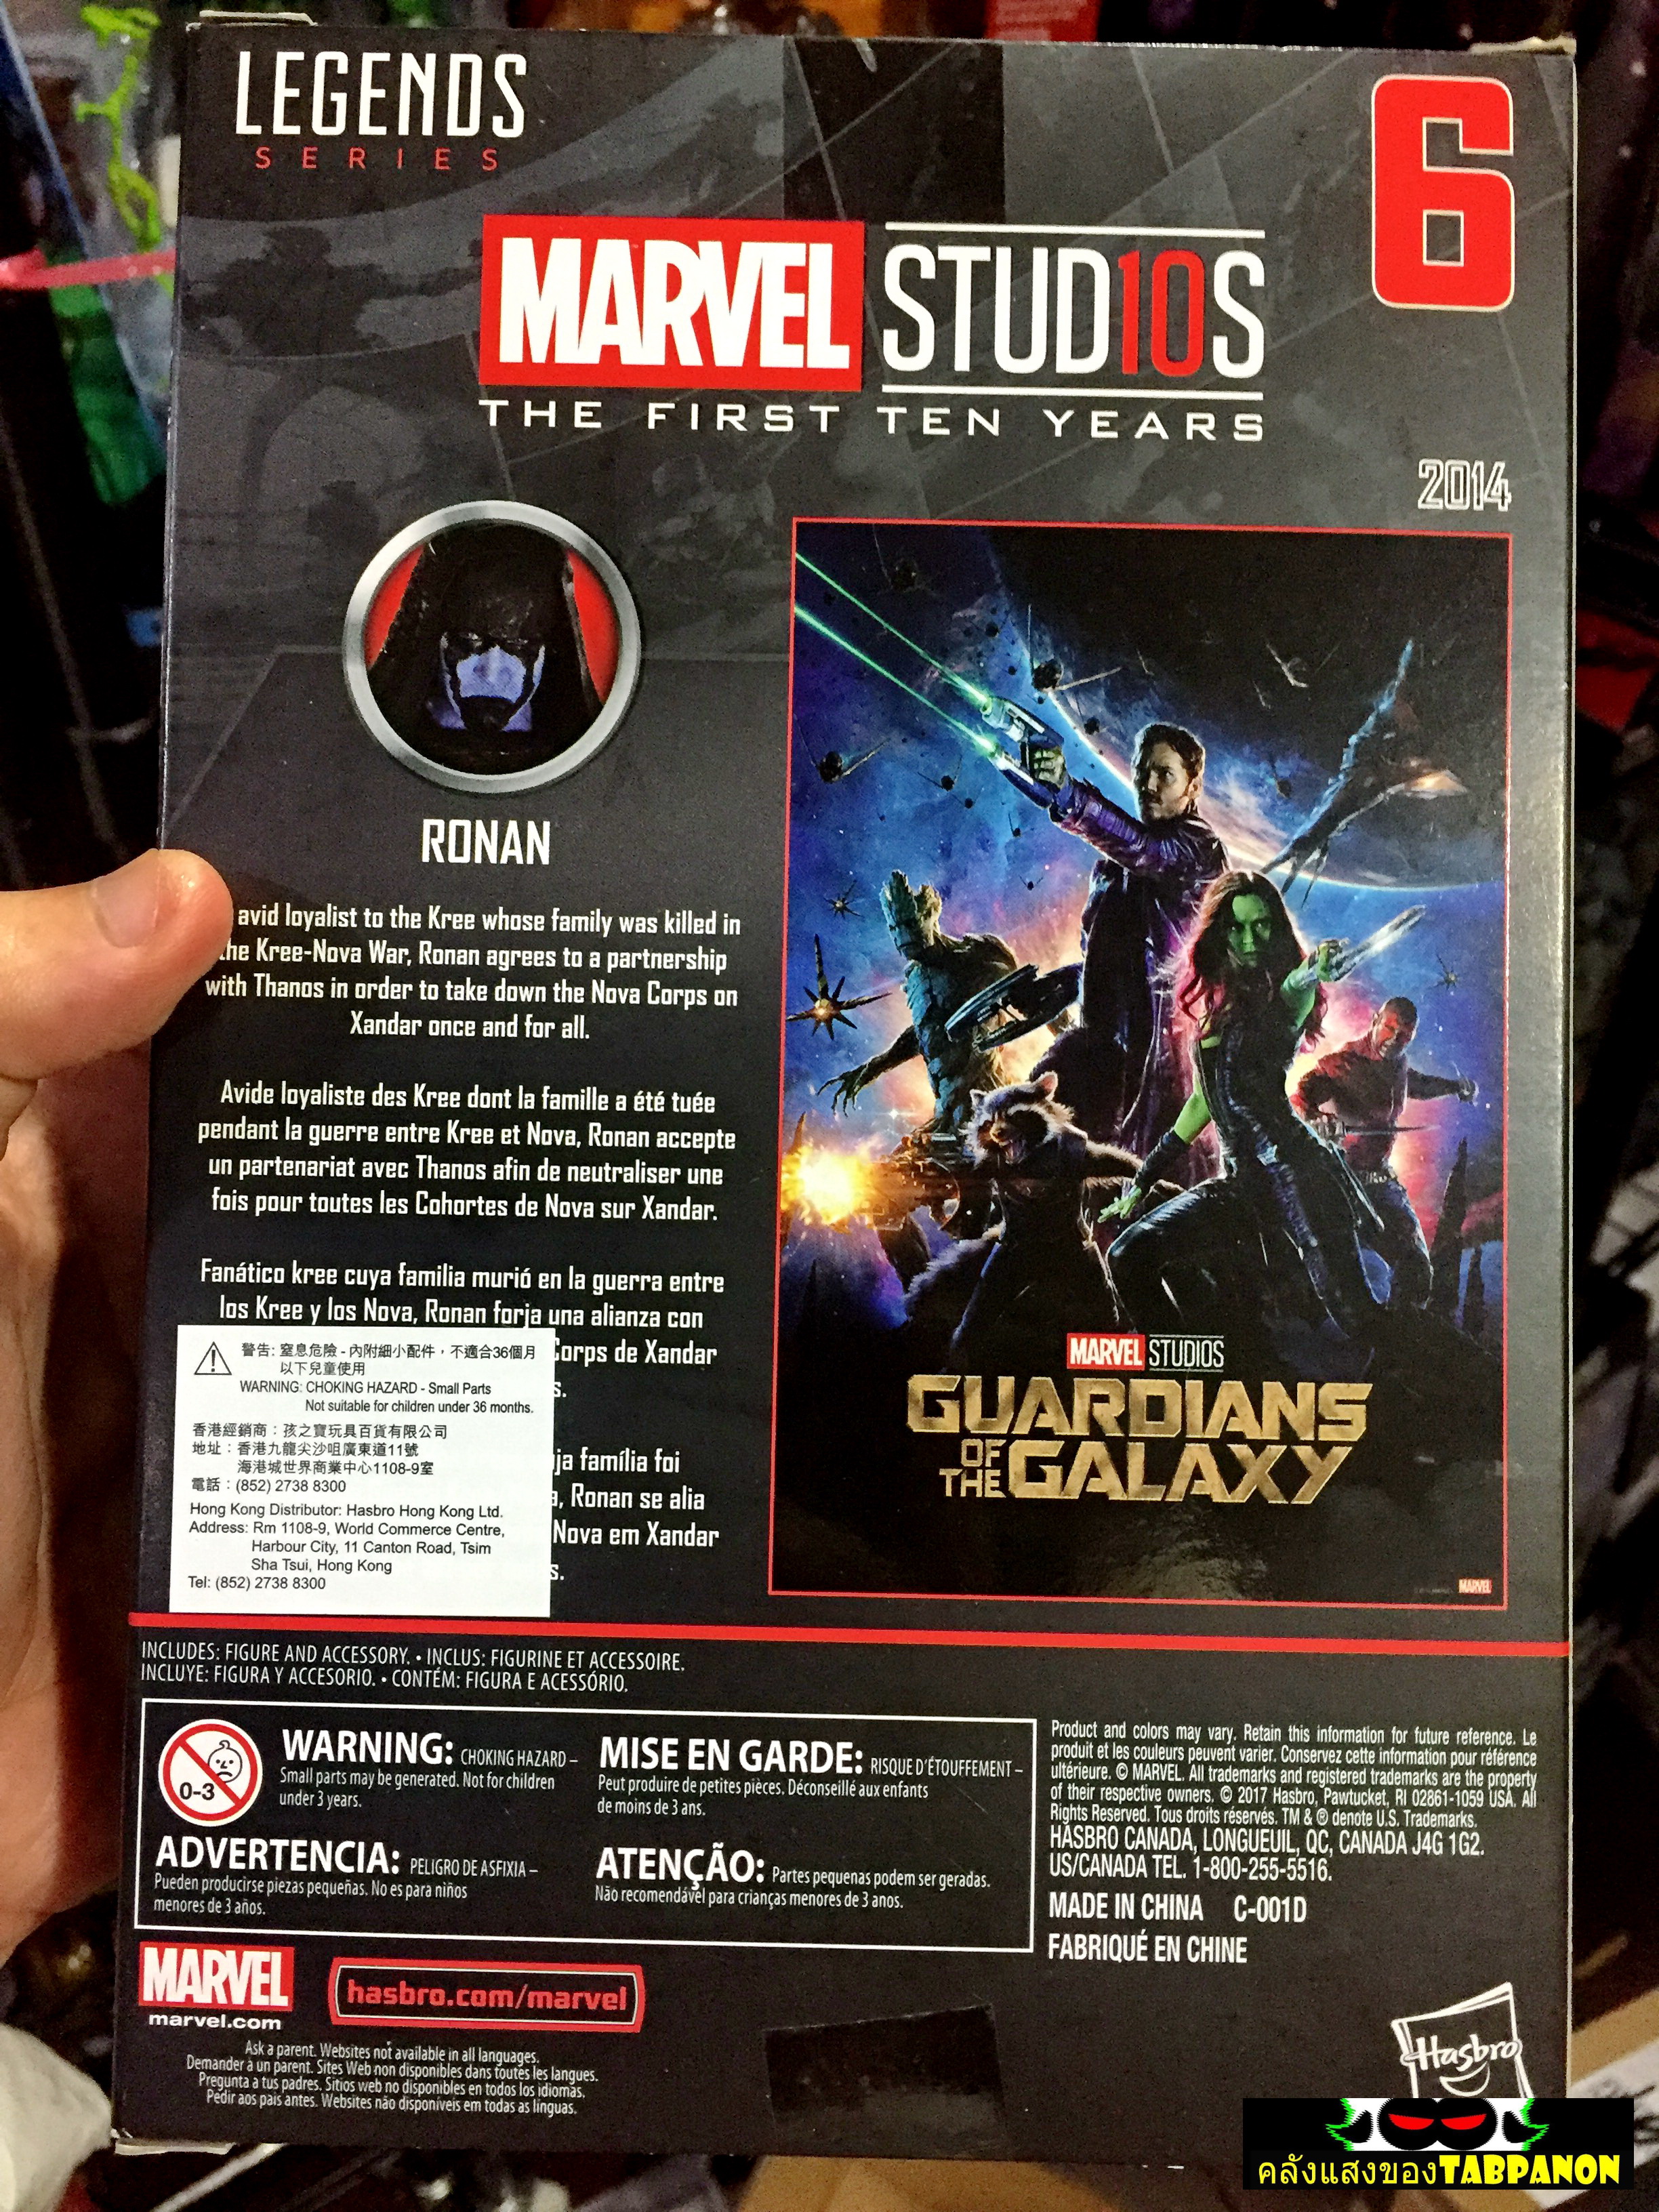 LEGENDS
SERIES
6
MARVEL STUD10S
THE FIRST TEN YEARS
2014
RONAN
avid loyalist to the Kree whose family was killed in
the Kree-Nova War, Ronan agrees to a partnership
with Thanos in order to take down the Nova Corps on
Xandar once and for all.
Avide loyaliste des Kree dont la famille a été tuée
pendant la guerre entre Kree et Nova, Ronan accepte
un partenariat avec Thanos afin de neutraliser une
fois pour toutes les Cohortes de Nova sur Xandar.
Fanático kree cuya familia murió en la guerra entre
los Kree y los Nova, Ronan forja una alianza con
Corps de Xandar
s.
família foi
Ronan se alia
Nova em Xandar
s.
警告: 窒息危險 - 內附細小配件，不適合36個月
以下兒童使用
WARNING: CHOKING HAZARD - Small Parts
Not suitable for children under 36 months.
香港經銷商：孩之寶玩具百貨有限公司
地址：香港九龍尖沙咀廣東道11號
海港城世界商業中心1108-9室
電話：(852) 2738 8300
Hong Kong Distributor: Hasbro Hong Kong Ltd.
Address: Rm 1108-9, World Commerce Centre,
Harbour City, 11 Canton Road, Tsim
Sha Tsui, Hong Kong
Tel: (852) 2738 8300
MARVEL STUDIOS
GUARDIANS
OF THE GALAXY
MARVEL
INCLUDES: FIGURE AND ACCESSORY. • INCLUS: FIGURINE ET ACCESSOIRE.
INCLUYE: FIGURA Y ACCESORIO. • CONTÉM: FIGURA E ACESSÓRIO.
0-3
WARNING: CHOKING HAZARD –
Small parts may be generated. Not for children
under 3 years.
MISE EN GARDE: RISQUE D'ÉTOUFFEMENT –
Peut produire de petites pièces. Déconseillé aux enfants
de moins de 3 ans.
ADVERTENCIA: PELIGRO DE ASFIXIA –
Pueden producirse piezas pequeñas. No es para niños
menores de 3 años.
ATENÇÃO: Partes pequenas podem ser geradas.
Não recomendável para crianças menores de 3 anos.
Product and colors may vary. Retain this information for future reference. Le
produit et les couleurs peuvent varier. Conservez cette information pour référence
ultérieure. © MARVEL. All trademarks and registered trademarks are the property
of their respective owners. © 2017 Hasbro, Pawtucket, RI 02861-1059 USA. All
Rights Reserved. Tous droits réservés. TM & ® denote U.S. Trademarks.
HASBRO CANADA, LONGUEUIL, QC, CANADA J4G 1G2.
US/CANADA TEL. 1-800-255-5516.
MADE IN CHINA C-001D
FABRIQUÉ EN CHINE
MARVEL
marvel.com
hasbro.com/marvel
Ask a parent. Websites not available in all languages.
Demander à un parent. Sites Web non disponibles dans toutes les langues.
Pregunta a tus padres. Sitios web no disponibles en todos los idiomas.
Pedir aos pais antes. Websites não disponíveis em todas as línguas.
Hasbro
คลังแสงของTABPANON